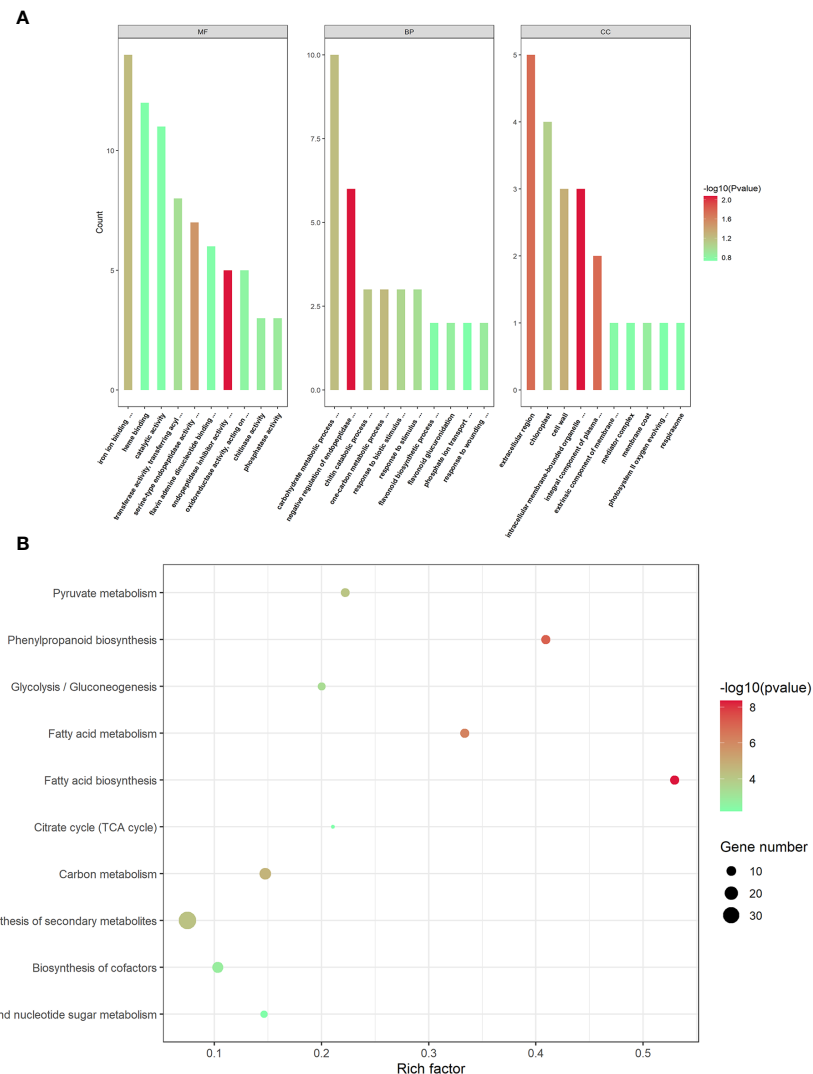 A
MF
BP
CC
Count
10
5
0
10.0
7.5
5.0
2.5
0.0
5
4
3
2
1
0
iron ion binding ...
heme binding
catalytic activity
transferase activity, transferring acyl ...
serine-type endopeptidase activity ...
flavin adenine dinucleotide binding ...
endopeptidase inhibitor activity ...
oxidoreductase activity, acting on ...
chitinase activity
phosphatase activity
carbohydrate metabolic process ...
negative regulation of endopeptidase ...
chitin catabolic process ...
one-carbon metabolic process ...
response to biotic stimulus ...
response to stimulus ...
flavonoid biosynthetic process ...
flavonoid glucuronidation
phosphate ion transport ...
response to wounding ...
extracellular region
chloroplast
cell wall
intracellular membrane-bounded organelle ...
integral component of plasma ...
extrinsic component of membrane ...
mediator complex
membrane coat
photosystem II oxygen evolving ...
respirasome
-log10(Pvalue)
2.0
1.6
1.2
0.8
B
Pyruvate metabolism
Phenylpropanoid biosynthesis
Glycolysis / Gluconeogenesis
Fatty acid metabolism
Fatty acid biosynthesis
Citrate cycle (TCA cycle)
Carbon metabolism
thesis of secondary metabolites
Biosynthesis of cofactors
nd nucleotide sugar metabolism
0.1
0.2
0.3
0.4
0.5
Rich factor
-log10(pvalue)
8
6
4
Gene number
10
20
30